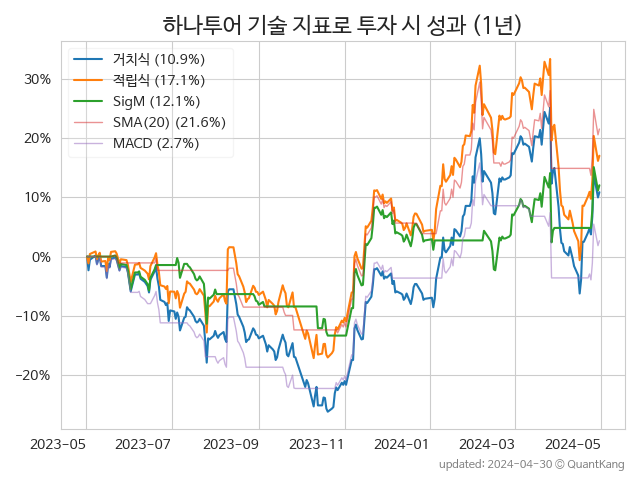 하나투어 기술 지표로 투자 시 성과 (1년)
거치식 (10.9%)
적립식 (17.1%)
SigM (12.1%)
SMA(20) (21.6%)
MACD (2.7%)
30%
20%
10%
0%
−10%
−20%
2023-05 2023-07 2023-09 2023-11 2024-01 2024-03 2024-05
updated: 2024-04-30 © QuantKang